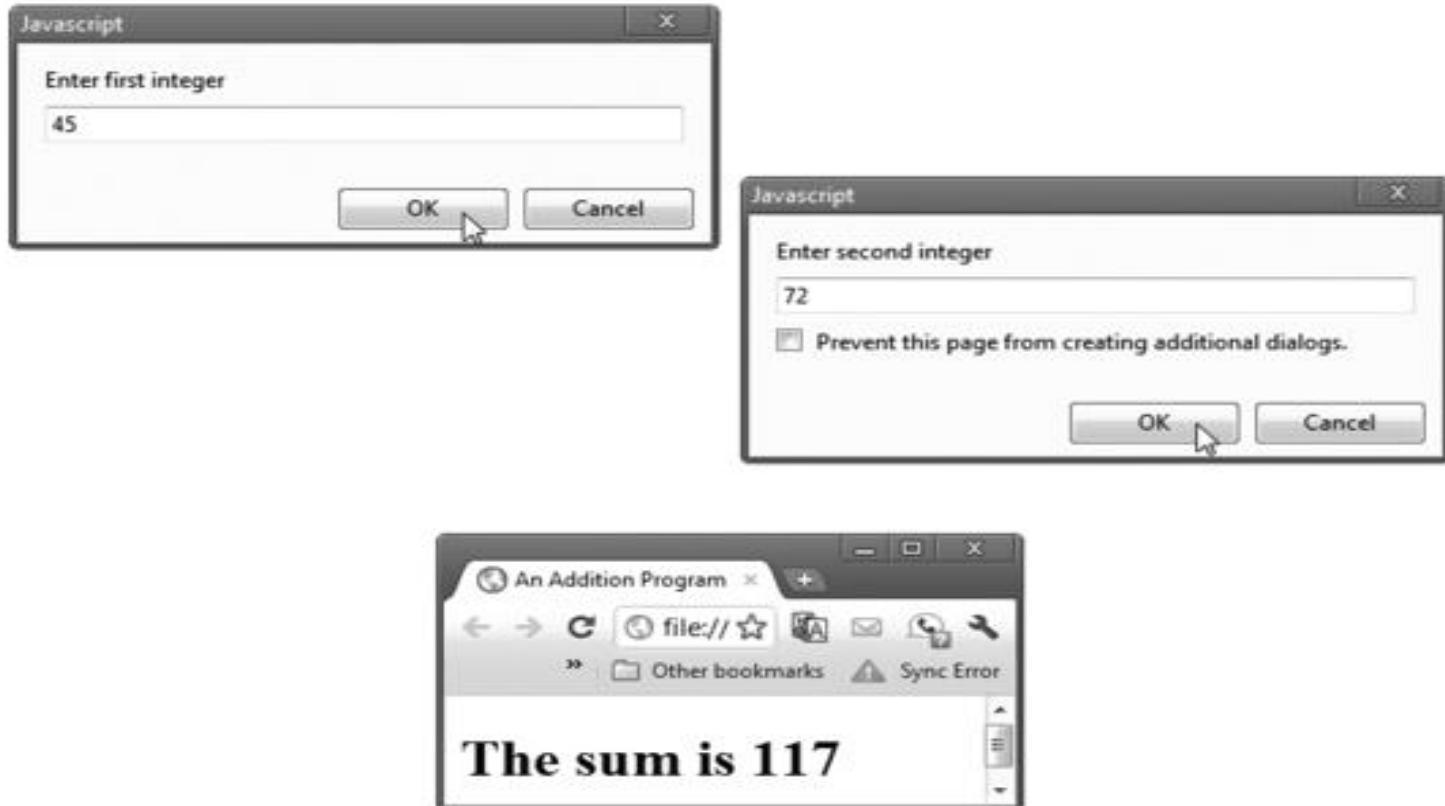 Javascript
Enter first integer
45
OK
Cancel
Javascript
Enter second integer
72
Prevent this page from creating additional dialogs.
OK
Cancel
An Addition Program
file://
Other bookmarks
Sync Error
The sum is 117